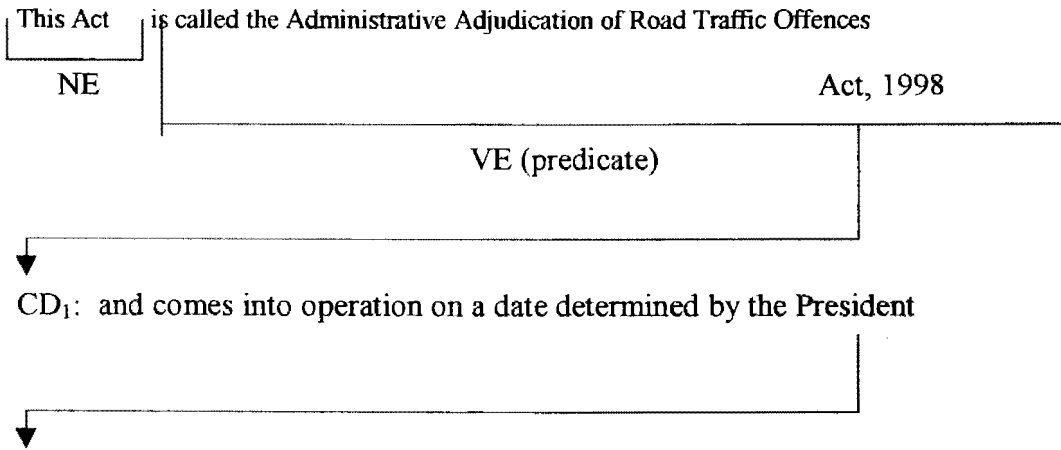 This Act is called the Administrative Adjudication of Road Traffic Offences
NE Act, 1998
VE (predicate)
CD₁: and comes into operation on a date determined by the President